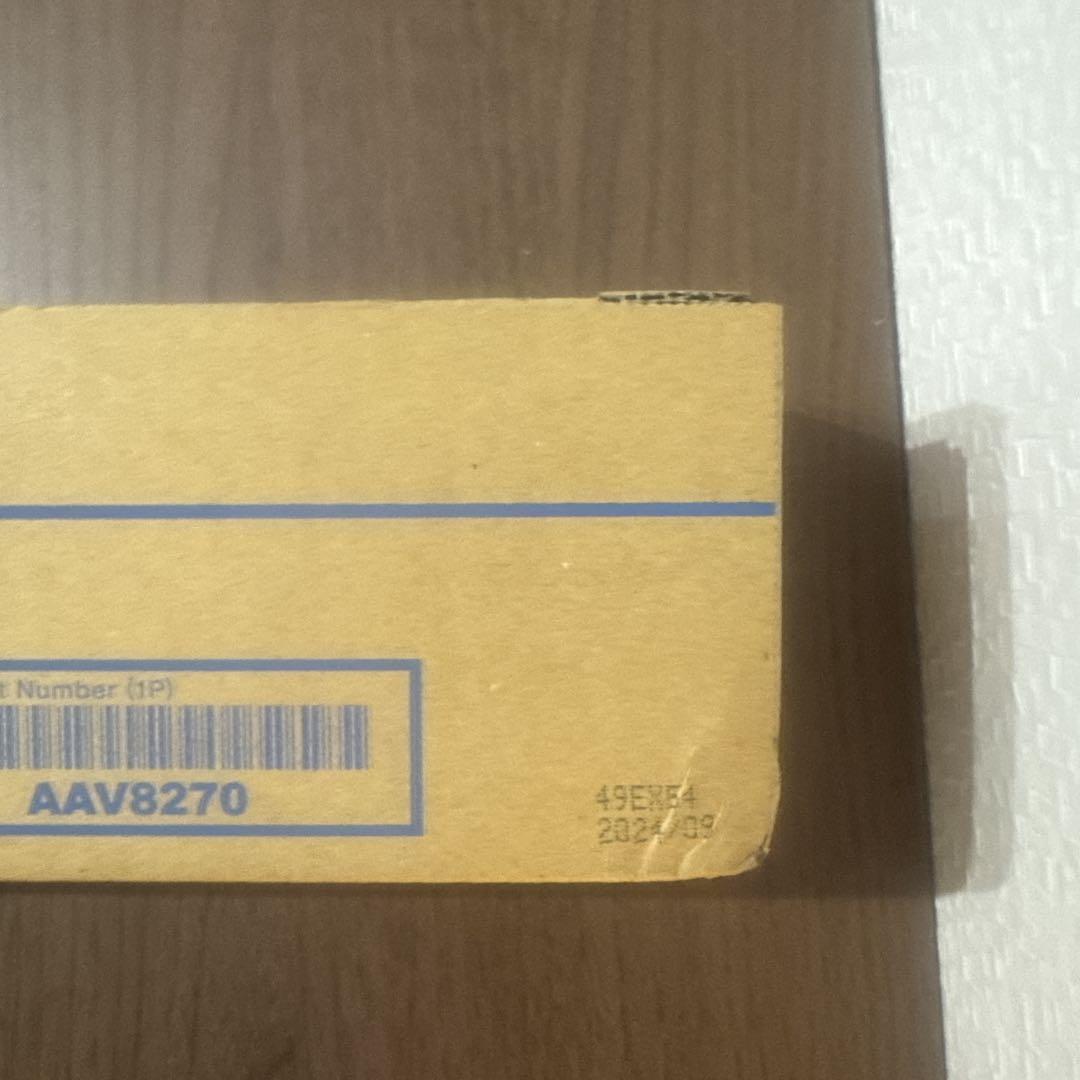 t Number (1P)
AAV8270
49EX54
2024/09